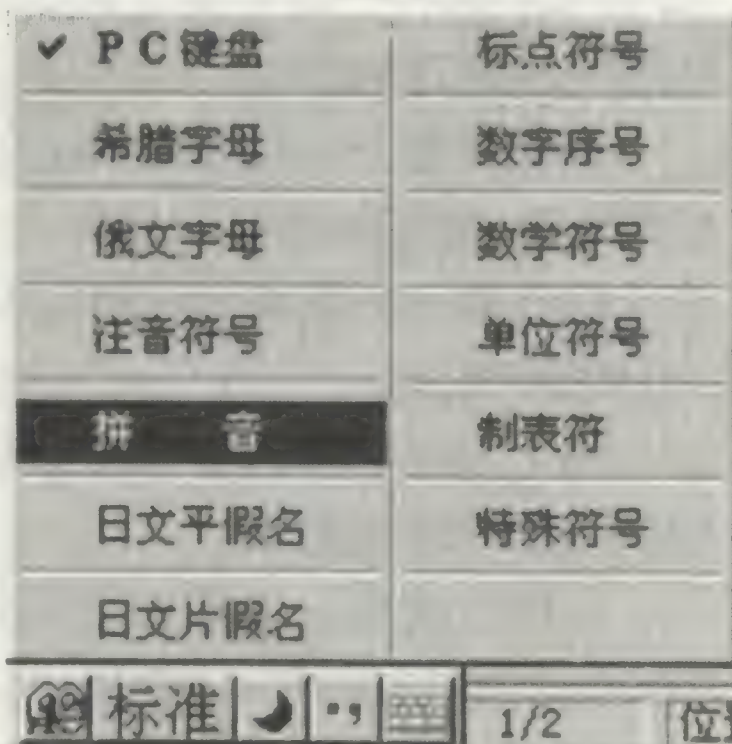 PC键盘
希腊字母
俄文字母
注音符号
拼 音
日文平假名
日文片假名
标点符号
数字序号
数学符号
单位符号
制表符
特殊符号
标准
1/2